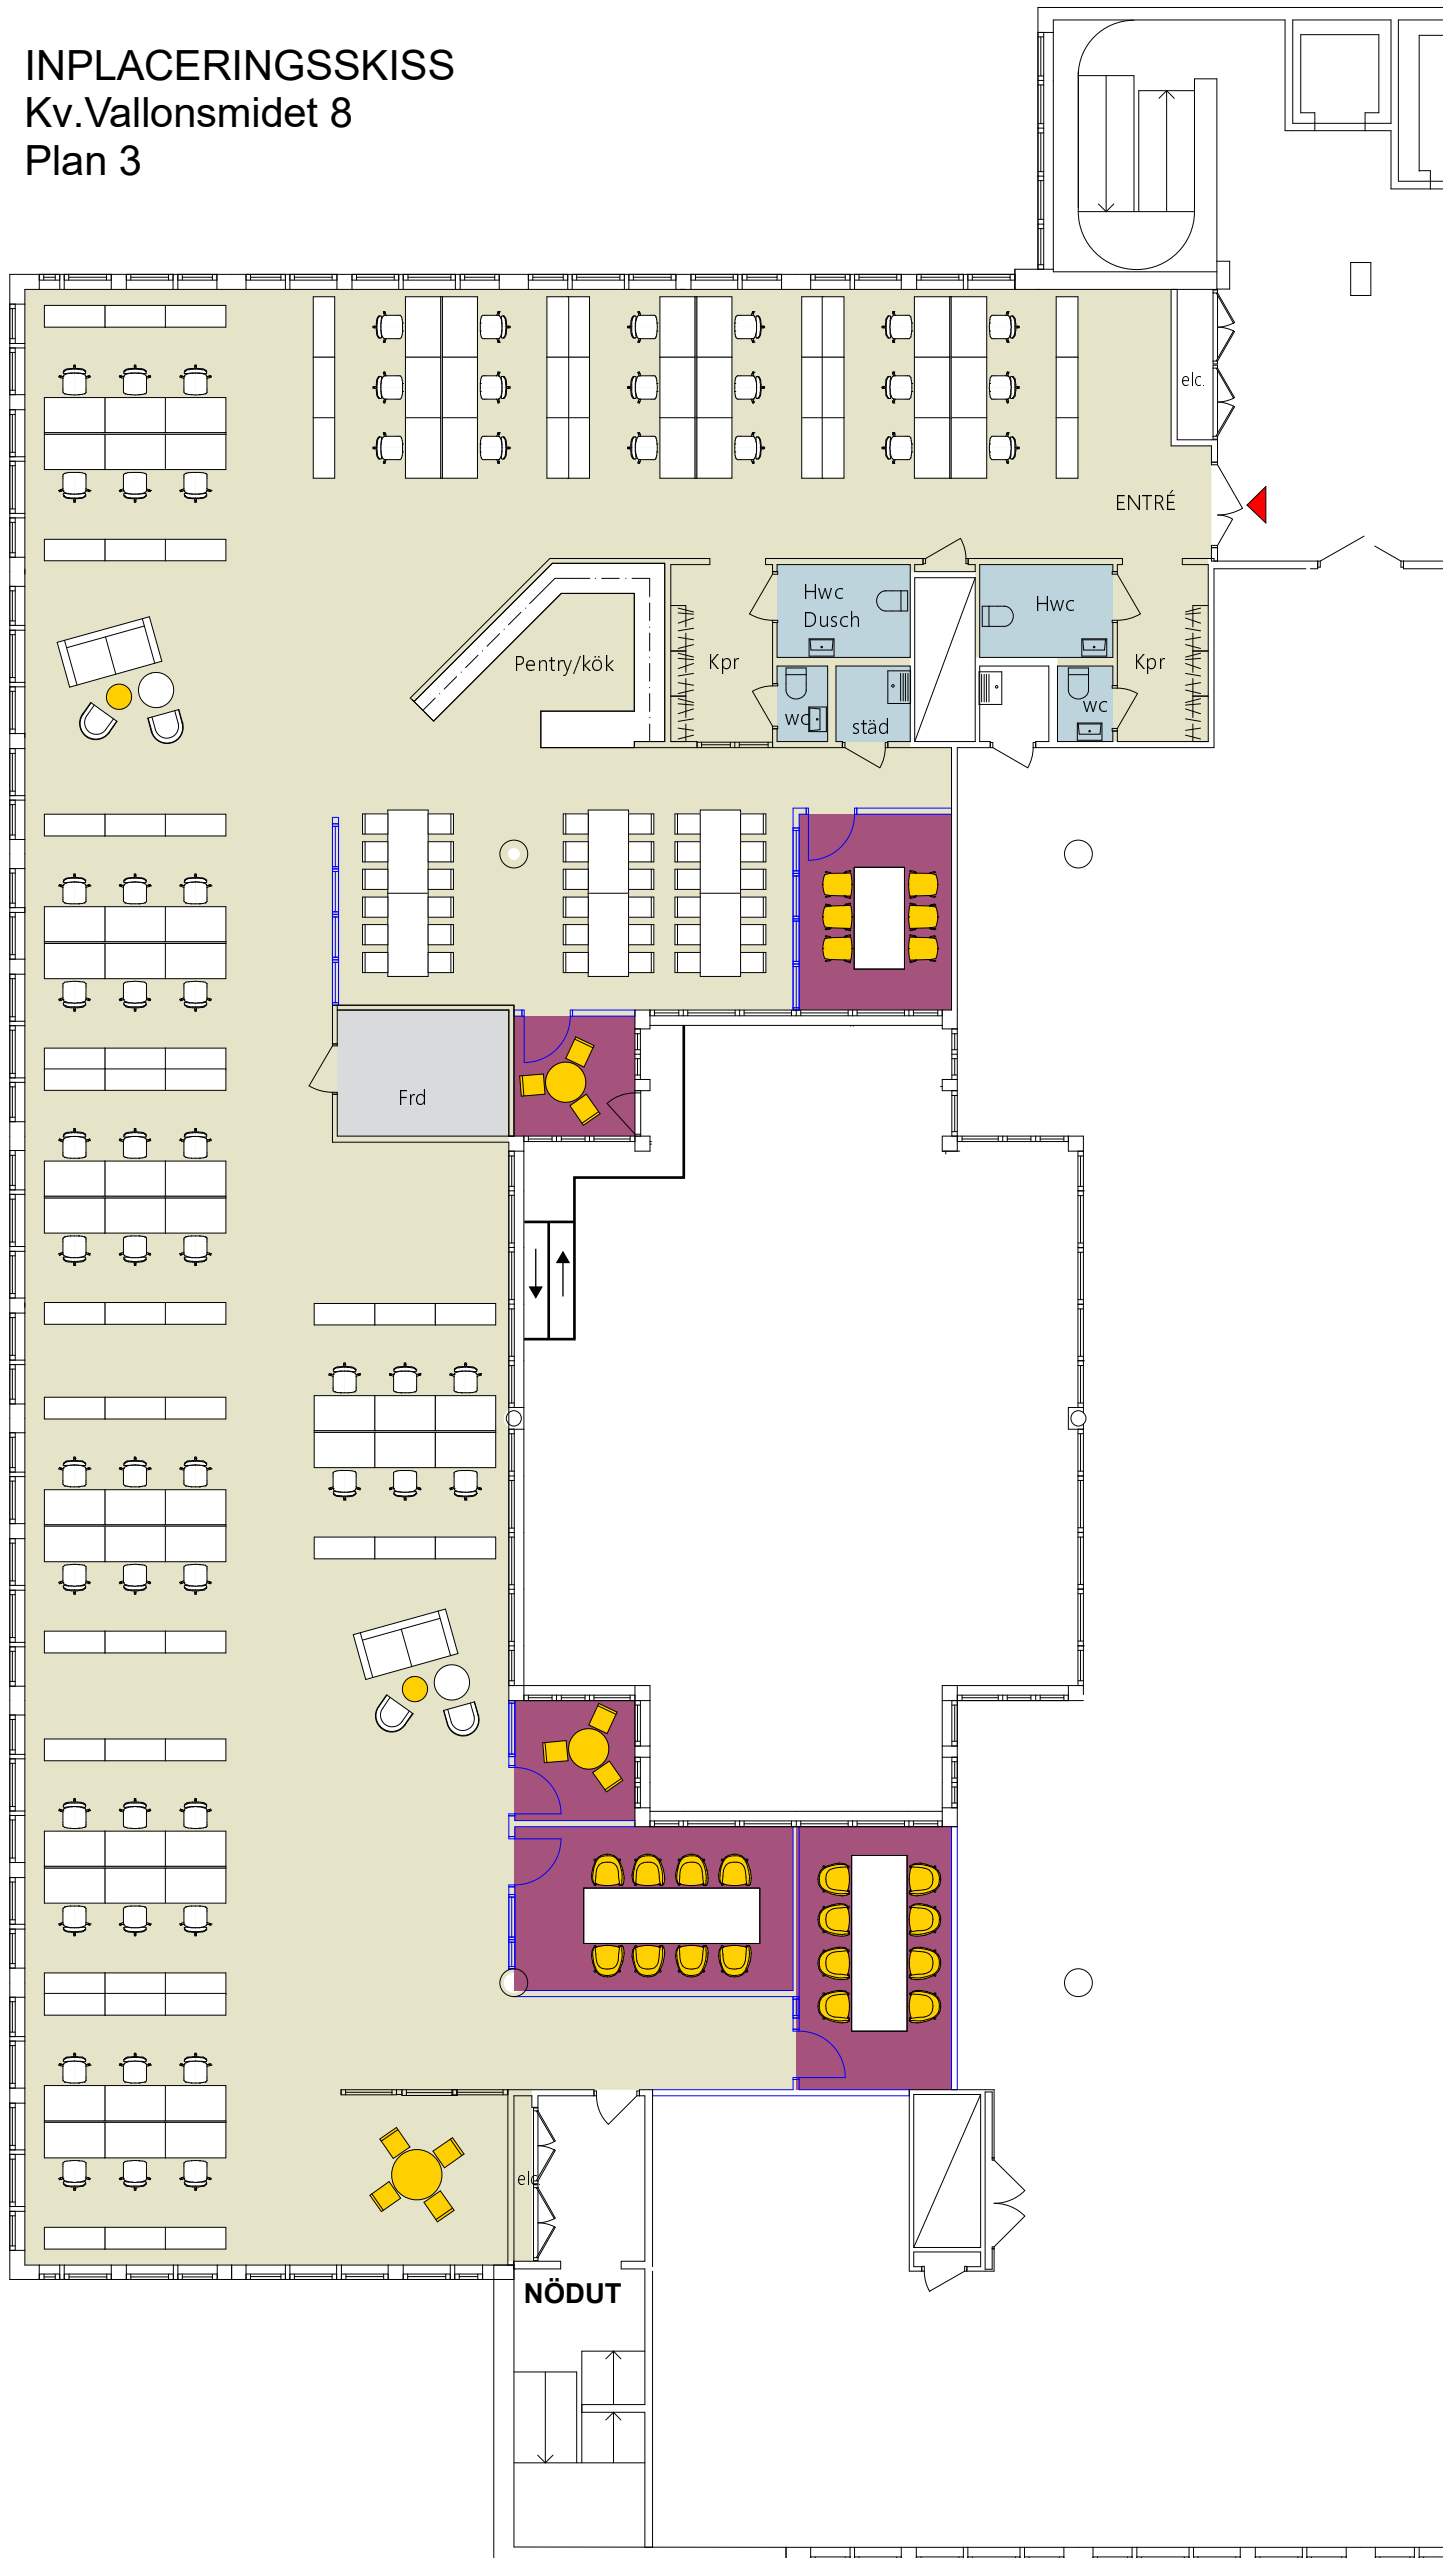 INPLACERINGSSKISS
Kv.Vallonsmidet 8
Plan 3
elc.
ENTRÉ
Hwc
Dusch
Hwc
Pentry/kök
Kpr
Kpr
wc
wc
städ
Frd
elc
NÖDUT